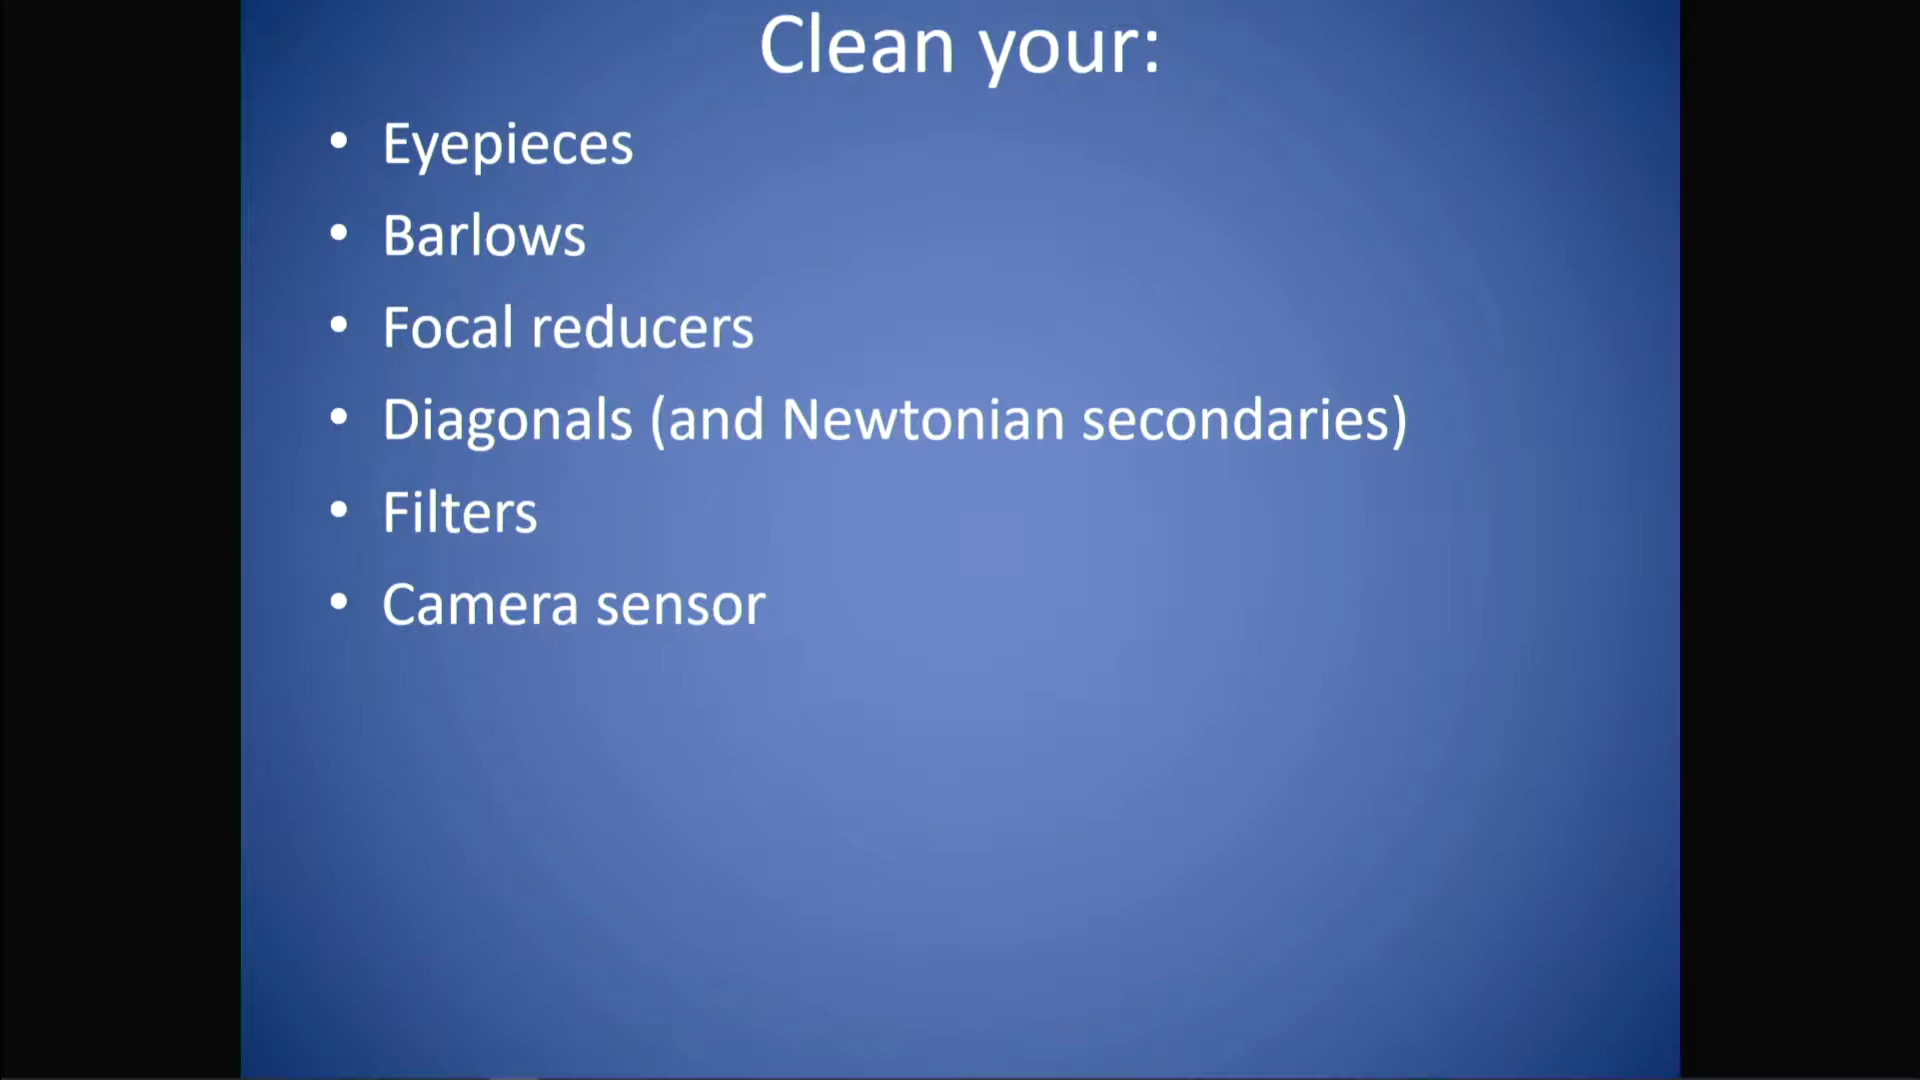 Clean your:
• Eyepieces
• Barlows
• Focal reducers
• Diagonals (and Newtonian secondaries)
• Filters
• Camera sensor